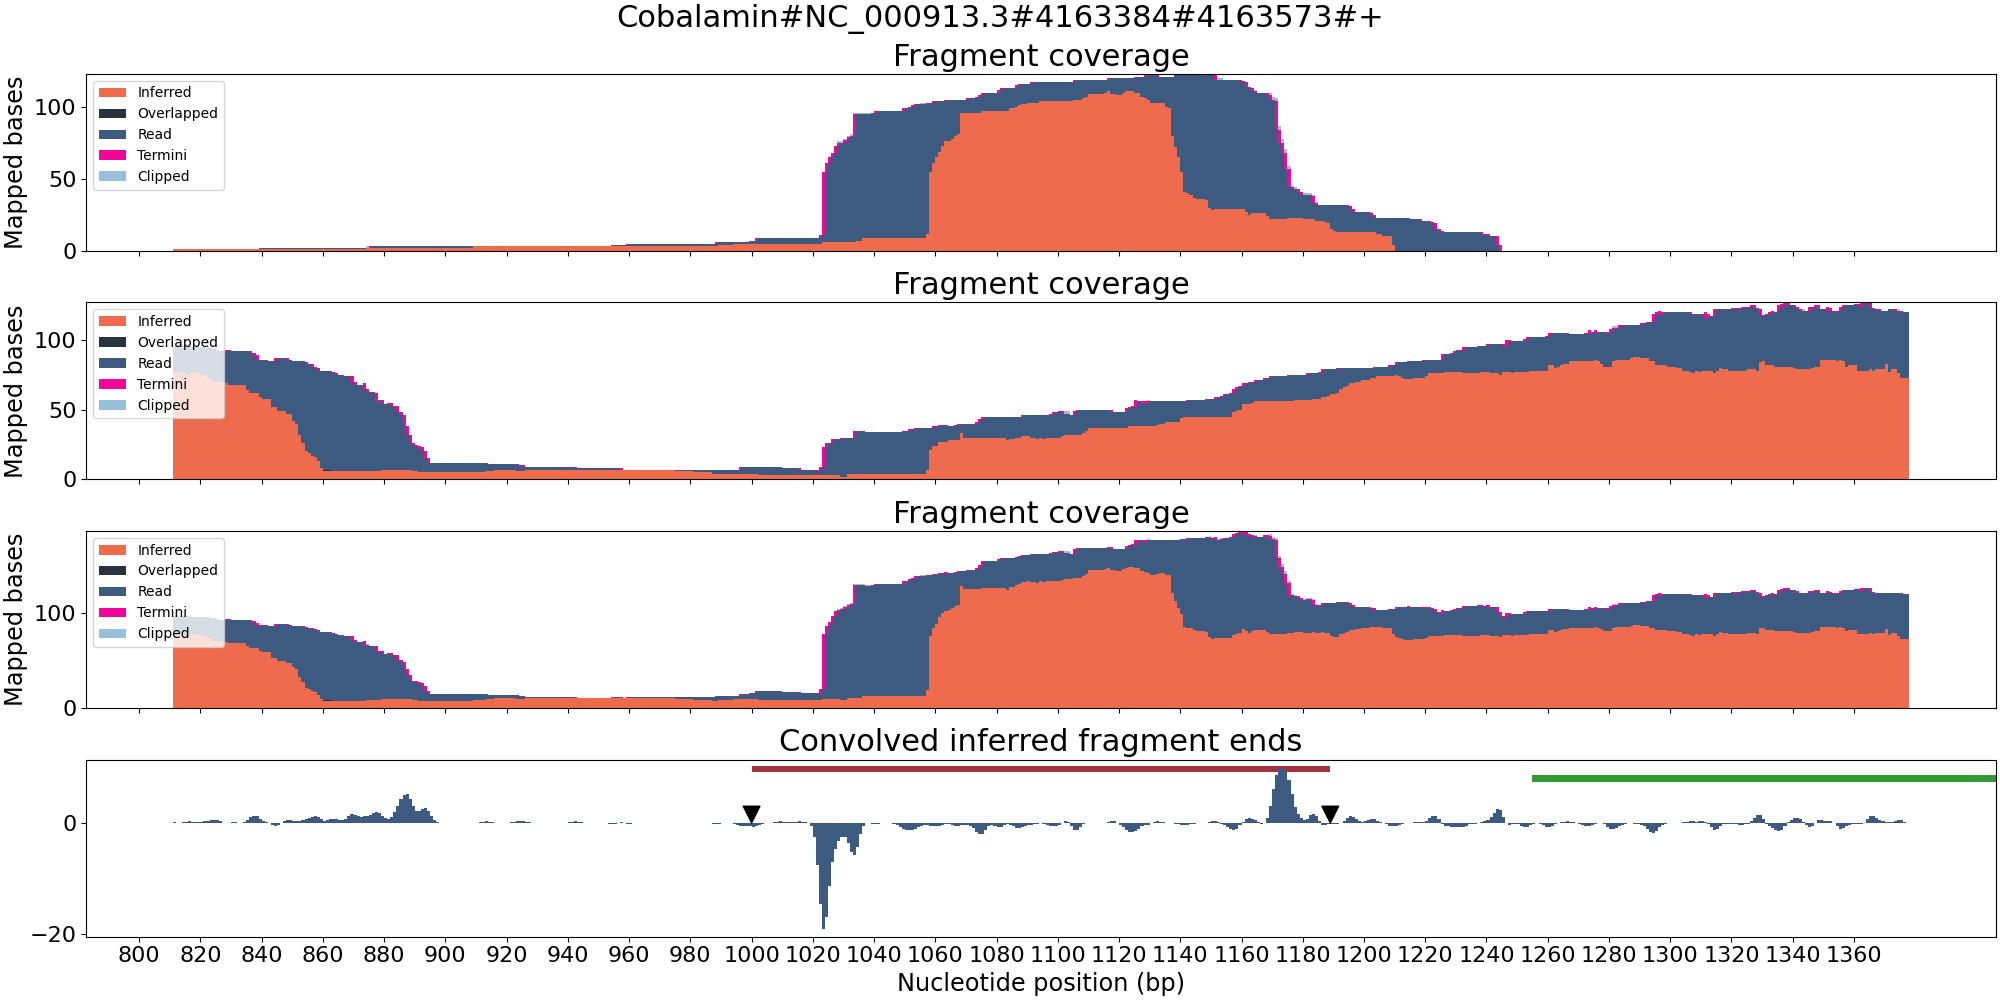 Cobalamin#NC_000913.3#4163384#4163573#+
Fragment coverage
Mapped bases
100
50
0
Inferred
Overlapped
Read
Termini
Clipped
Fragment coverage
Mapped bases
100
50
0
Inferred
Overlapped
Read
Termini
Clipped
Fragment coverage
Mapped bases
100
0
Inferred
Overlapped
Read
Termini
Clipped
Convolved inferred fragment ends
0
−20
800 820 840 860 880 900 920 940 960 980 1000 1020 1040 1060 1080 1100 1120 1140 1160 1180 1200 1220 1240 1260 1280 1300 1320 1340 1360
Nucleotide position (bp)